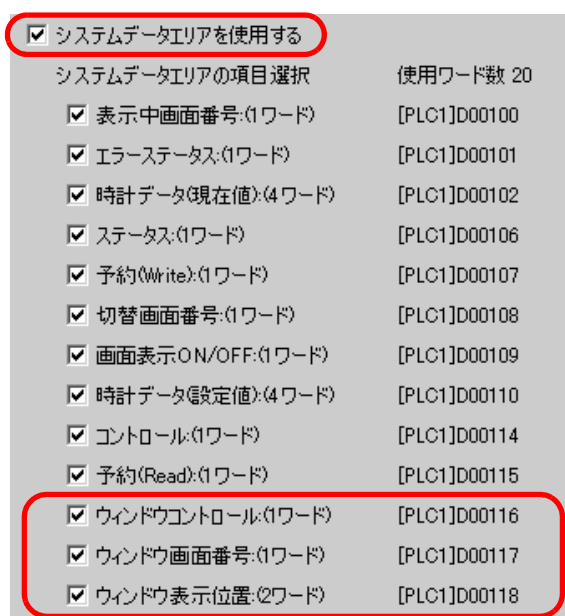 システムデータエリアを使用する
システムデータエリアの項目選択 使用ワード数 20
表示中画面番号:(1ワード) [PLC1]D00100
エラーステータス:(1ワード) [PLC1]D00101
時計データ(現在値):(4ワード) [PLC1]D00102
ステータス:(1ワード) [PLC1]D00106
予約(Write):(1ワード) [PLC1]D00107
切替画面番号:(1ワード) [PLC1]D00108
画面表示ON/OFF:(1ワード) [PLC1]D00109
時計データ(設定値):(4ワード) [PLC1]D00110
コントロール:(1ワード) [PLC1]D00114
予約(Read):(1ワード) [PLC1]D00115
ウィンドウコントロール:(1ワード) [PLC1]D00116
ウィンドウ画面番号:(1ワード) [PLC1]D00117
ウィンドウ表示位置:(2ワード) [PLC1]D00118